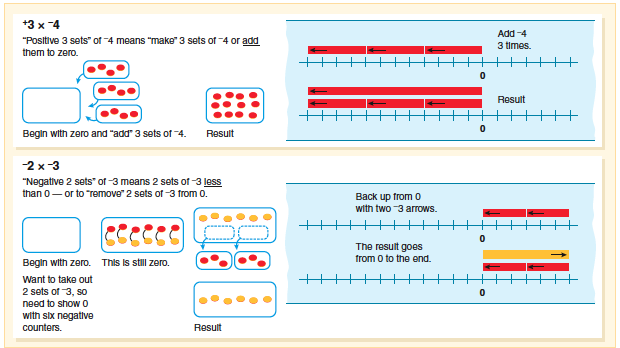 ⁺3 × ⁻4
"Positive 3 sets" of ⁻4 means "make" 3 sets of ⁻4 or add
them to zero.
Begin with zero and "add" 3 sets of ⁻4.
Result
Add ⁻4
3 times.
0
Result
0
⁻2 × ⁻3
"Negative 2 sets" of ⁻3 means 2 sets of ⁻3 less
than 0 — or to "remove" 2 sets of ⁻3 from 0.
Begin with zero.
This is still zero.
Want to take out
2 sets of ⁻3, so
need to show 0
with six negative
counters.
Result
Back up from 0
with two ⁻3 arrows.
0
The result goes
from 0 to the end.
0